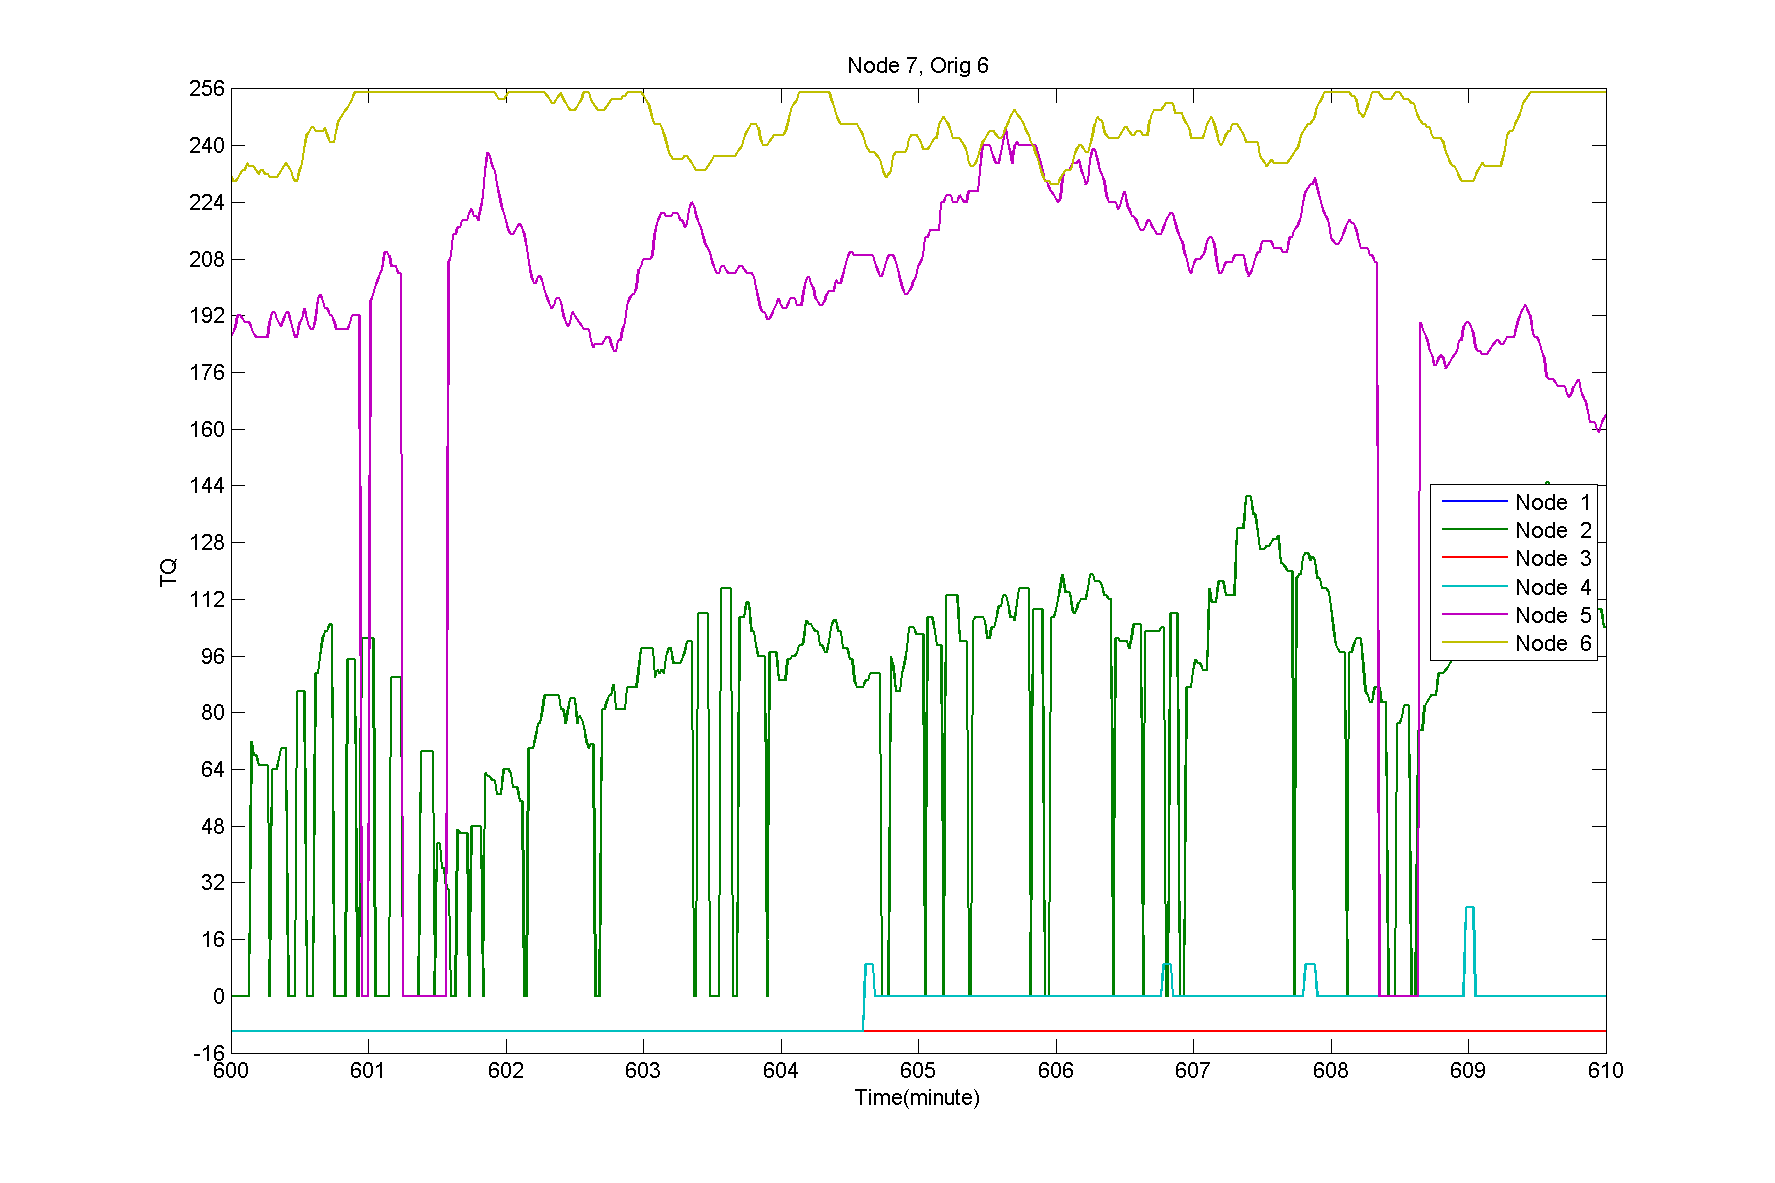 Node 7, Orig 6
256
240
224
208
192
176
160
144
128
112
96
80
64
48
32
16
0
-16
TQ
Node 1
Node 2
Node 3
Node 4
Node 5
Node 6
600 601 602 603 604 605 606 607 608 609 610
Time(minute)